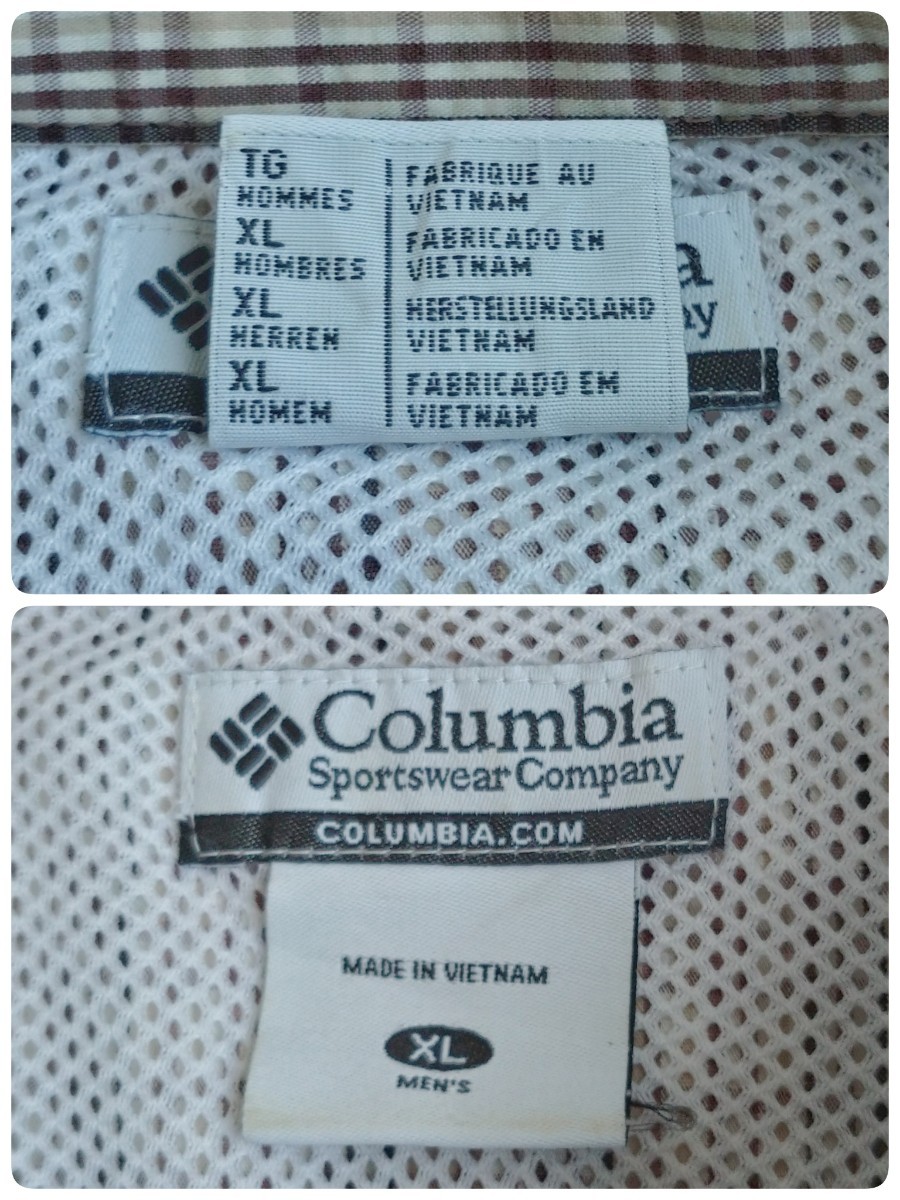 TG
HOMMES
XL
HOMBRES
XL
HERREN
XL
HOMEM
FABRIQUE AU
VIETNAM
FABRICADO EN
VIETNAM
HERSTELLUNGSLAND
VIETNAM
FABRICADO EM
VIETNAM
Columbia
Sportswear Company
COLUMBIA.COM
MADE IN VIETNAM
XL
MEN'S